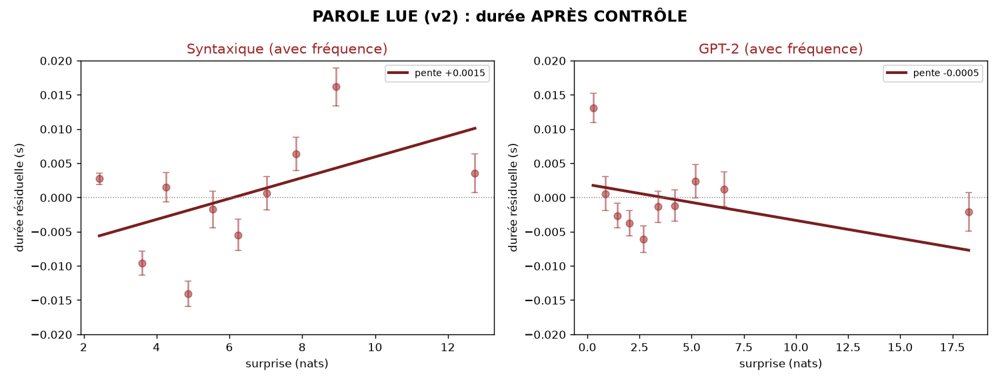 PAROLE LUE (v2) : durée APRÈS CONTRÔLE
Syntaxique (avec fréquence)
pente +0.0015
0.020
0.015
0.010
0.005
0.000
−0.005
−0.010
−0.015
−0.020
durée résiduelle (s)
2 4 6 8 10 12
surprise (nats)
GPT-2 (avec fréquence)
pente -0.0005
0.020
0.015
0.010
0.005
0.000
−0.005
−0.010
−0.015
−0.020
durée résiduelle (s)
0.0 2.5 5.0 7.5 10.0 12.5 15.0 17.5
surprise (nats)